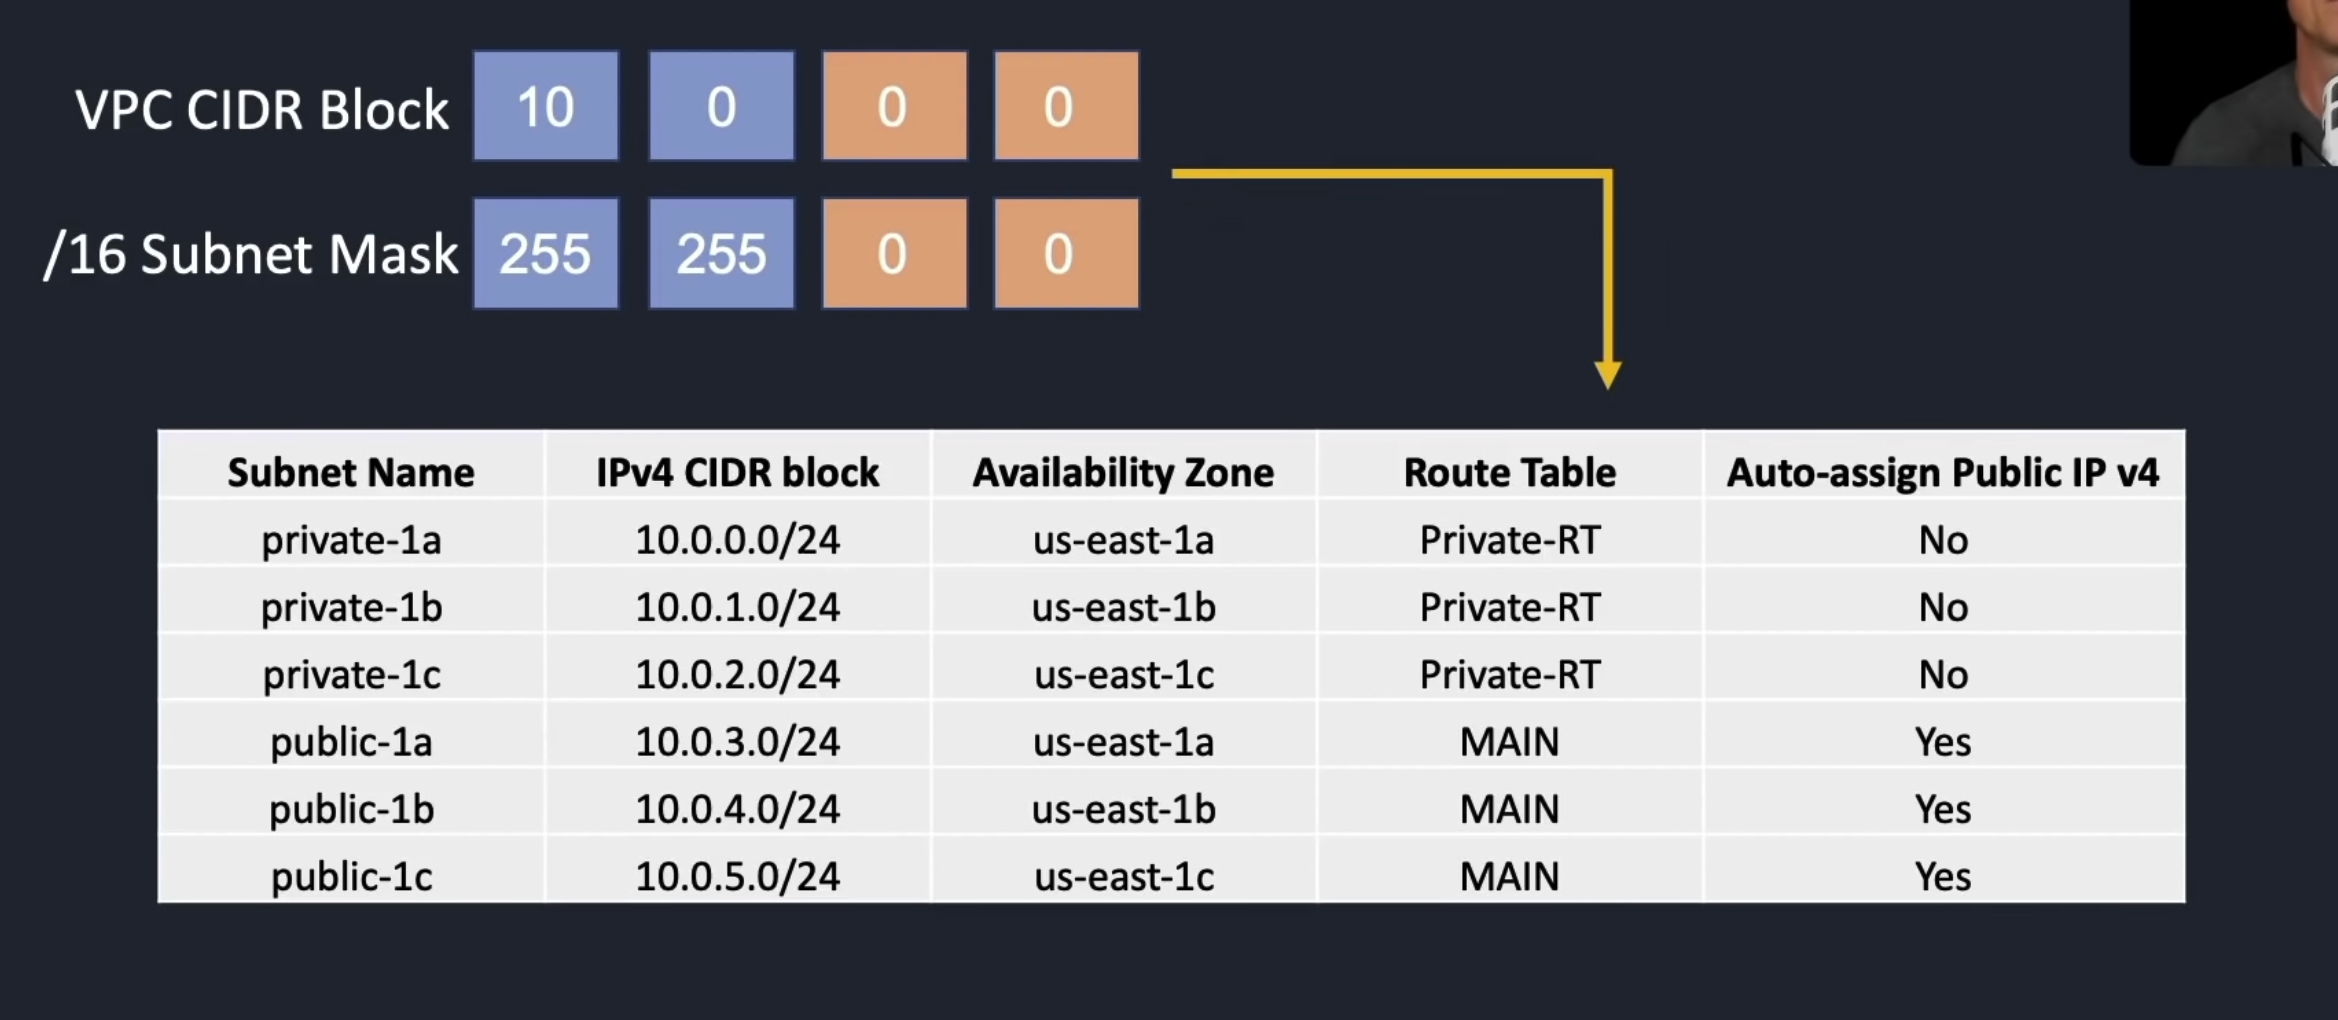 VPC CIDR Block 10 0 0 0
/16 Subnet Mask 255 255 0 0
Subnet Name IPv4 CIDR block Availability Zone Route Table Auto-assign Public IP v4
private-1a 10.0.0.0/24 us-east-1a Private-RT No
private-1b 10.0.1.0/24 us-east-1b Private-RT No
private-1c 10.0.2.0/24 us-east-1c Private-RT No
public-1a 10.0.3.0/24 us-east-1a MAIN Yes
public-1b 10.0.4.0/24 us-east-1b MAIN Yes
public-1c 10.0.5.0/24 us-east-1c MAIN Yes